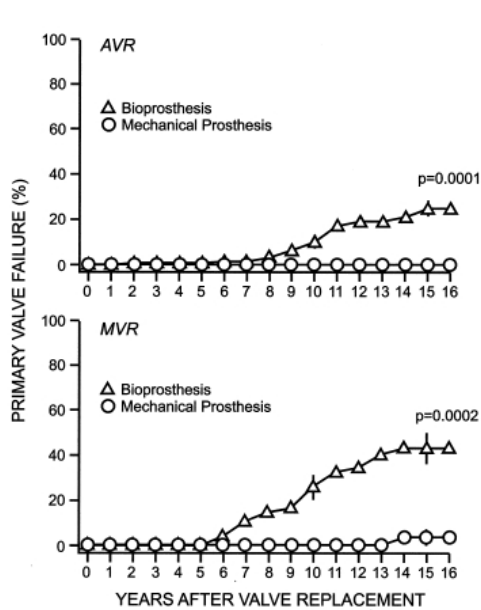 PRIMARY VALVE FAILURE (%)
AVR
100
80
60
40
20
0
Bioprosthesis
Mechanical Prosthesis
p=0.0001
0 1 2 3 4 5 6 7 8 9 10 11 12 13 14 15 16
MVR
100
80
60
40
20
0
Bioprosthesis
Mechanical Prosthesis
p=0.0002
0 1 2 3 4 5 6 7 8 9 10 11 12 13 14 15 16
YEARS AFTER VALVE REPLACEMENT